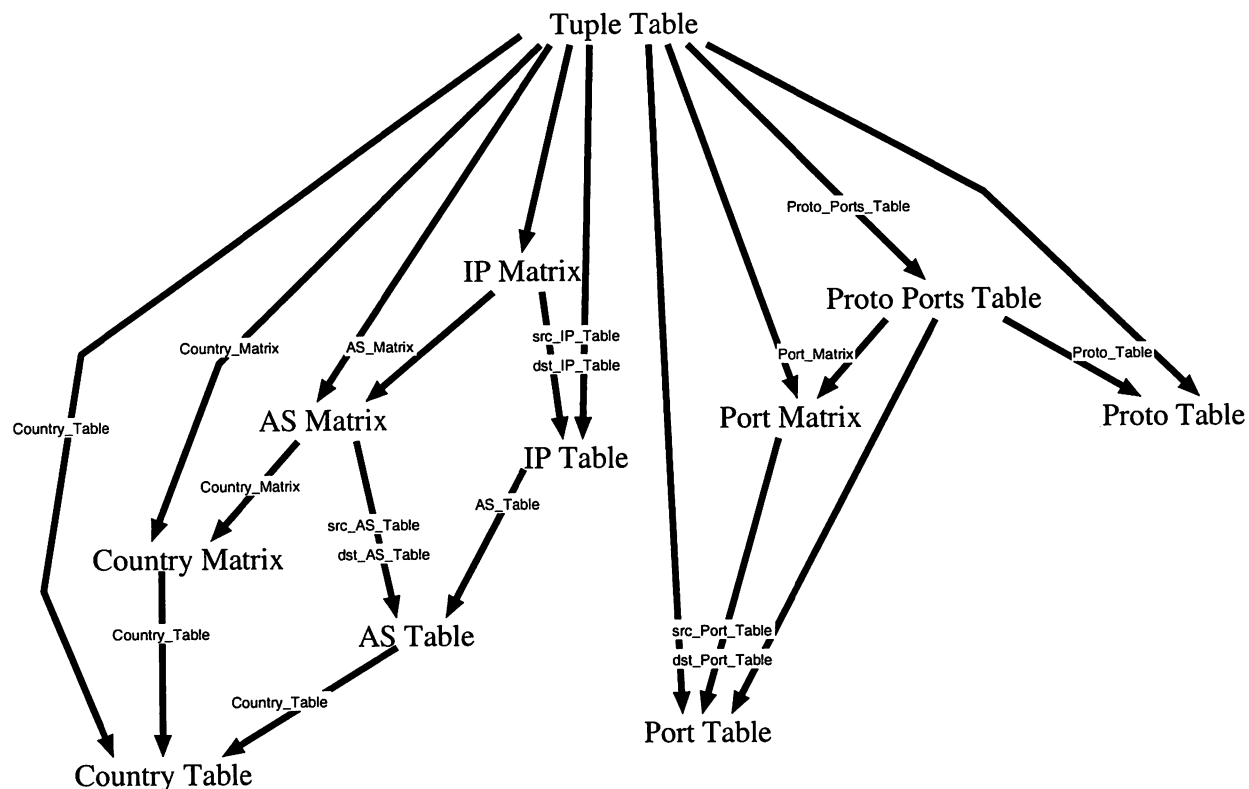 Tuple Table
Proto_Ports_Table
IP Matrix
Proto Ports Table
src_IP_Table
Country_Matrix
AS_Matrix
Port_Matrix
Proto_Table
dst_IP_Table
AS Matrix
Port Matrix
Proto Table
Country_Table
IP Table
Country_Matrix
AS_Table
src_AS_Table
dst_AS_Table
Country Matrix
Country_Table
AS Table
src_Port_Table
dst_Port_Table
Country_Table
Port Table
Country Table